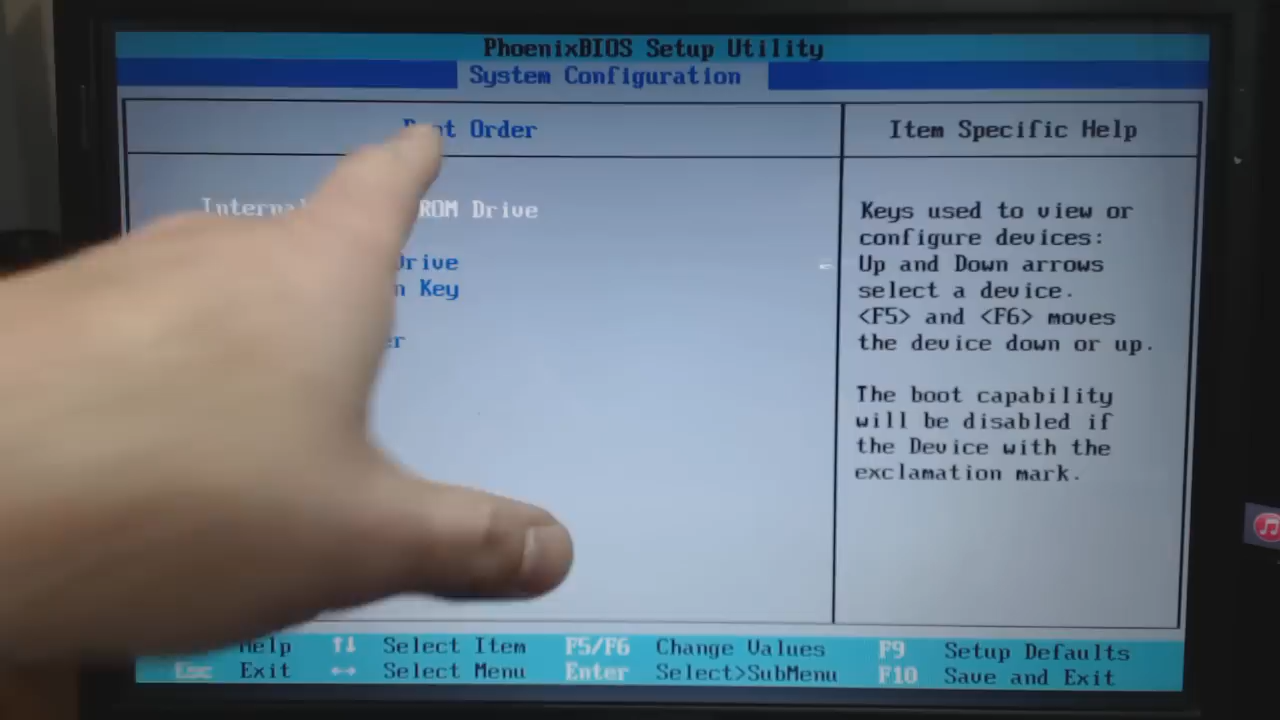 PhoenixBIOS Setup Utility
System Configuration
Order
Item Specific Help
ROM Drive
Drive
Key
Keys used to view or
configure devices:
Up and Down arrows
select a device.
<F5> and <F6> moves
the device down or up.
The boot capability
will be disabled if
the Device with the
exclamation mark.
Help ↑↓ Select Item F5/F6 Change Values F9 Setup Defaults
Esc Exit ↔ Select Menu Enter Select>SubMenu F10 Save and Exit